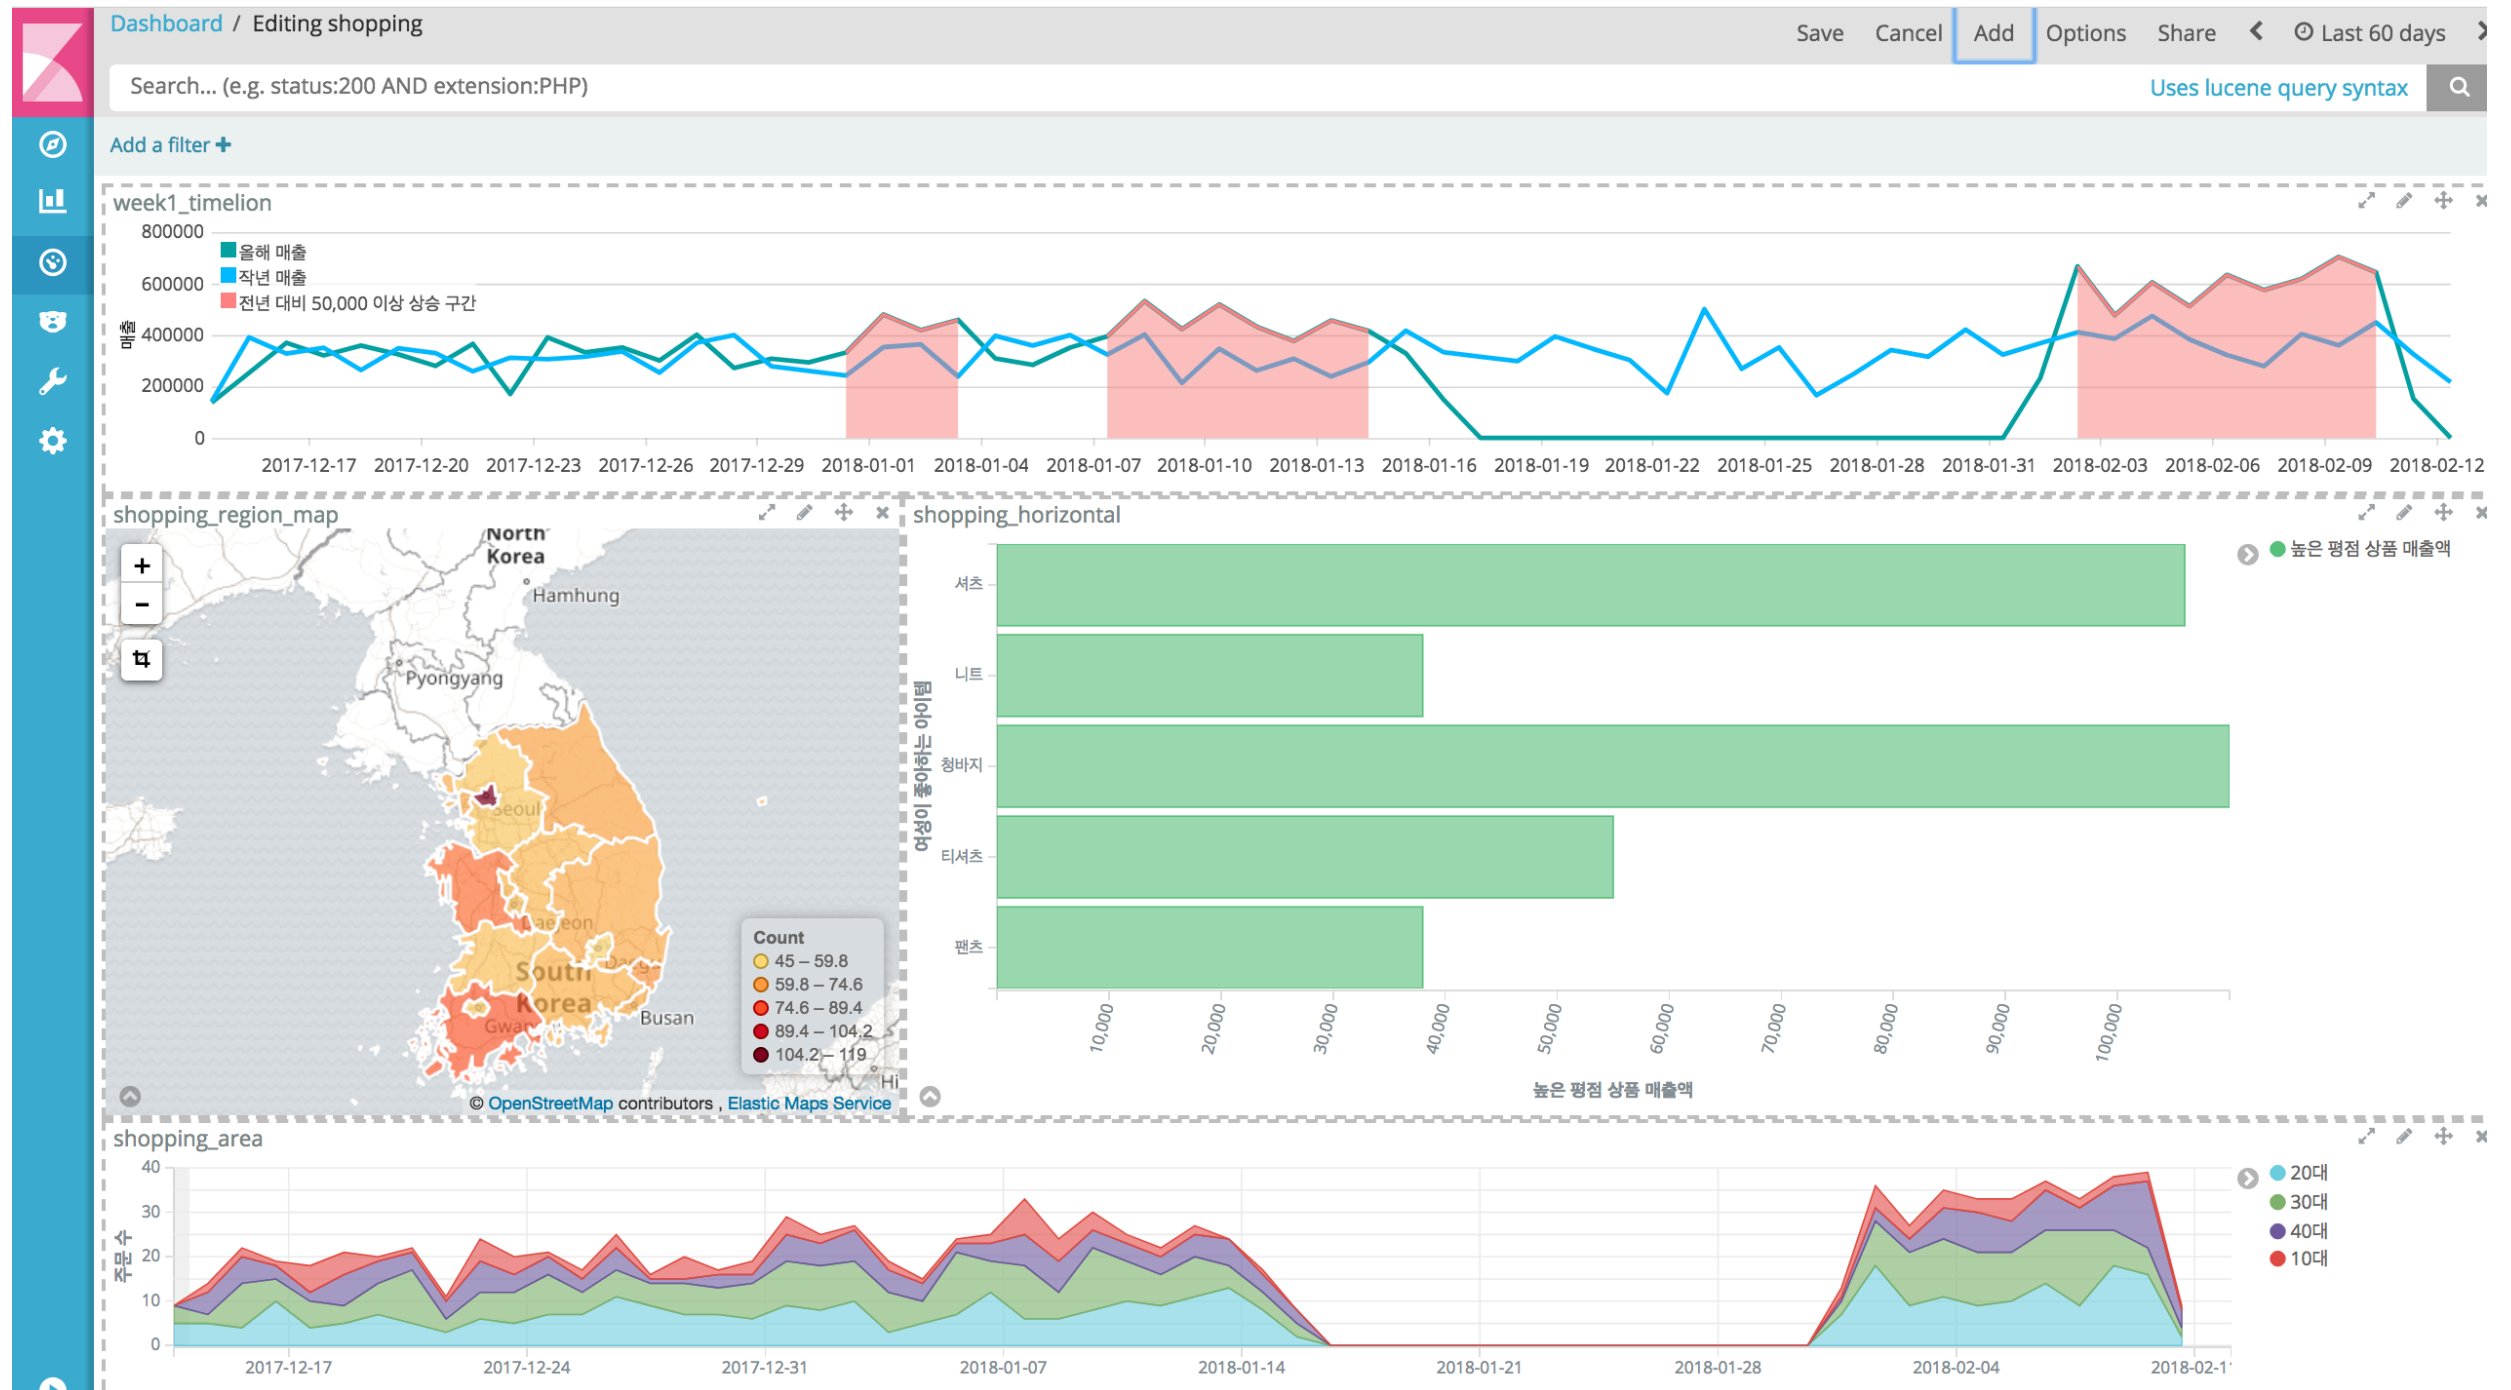 Dashboard / Editing shopping
Save Cancel Add Options Share Last 60 days
Search... (e.g. status:200 AND extension:PHP)
Uses lucene query syntax
Add a filter
week1_timelion
800000
600000
400000
200000
0
매출
올해 매출
작년 매출
전년 대비 50,000 이상 상승 구간
2017-12-17 2017-12-20 2017-12-23 2017-12-26 2017-12-29 2018-01-01 2018-01-04 2018-01-07 2018-01-10 2018-01-13 2018-01-16 2018-01-19 2018-01-22 2018-01-25 2018-01-28 2018-01-31 2018-02-03 2018-02-06 2018-02-09 2018-02-12
shopping_region_map
+
−
North
Korea
Hamhung
Pyongyang
Seoul
Daejeon
Daegu
South
Korea
Busan
Count
45 – 59.8
59.8 – 74.6
74.6 – 89.4
89.4 – 104.2
104.2 – 119
© OpenStreetMap contributors , Elastic Maps Service
shopping_horizontal
높은 평점 상품 매출액
여성이 좋아하는 아이템
셔츠
니트
청바지
티셔츠
팬츠
10,000 20,000 30,000 40,000 50,000 60,000 70,000 80,000 90,000 100,000
높은 평점 상품 매출액
shopping_area
40
30
20
10
0
주문 수
20대
30대
40대
10대
2017-12-17 2017-12-24 2017-12-31 2018-01-07 2018-01-14 2018-01-21 2018-01-28 2018-02-04